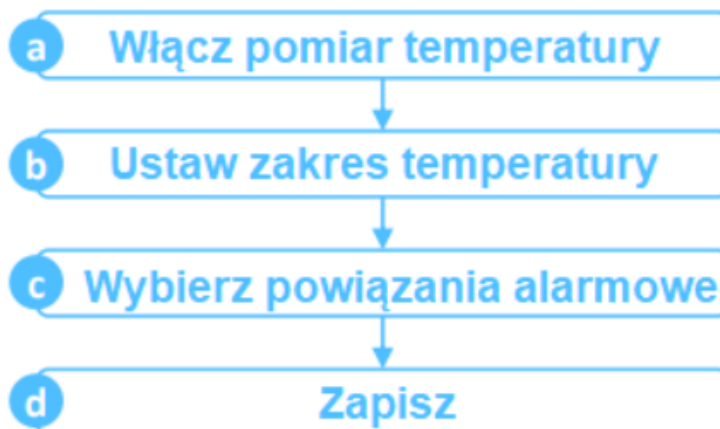 a Włącz pomiar temperatury
b Ustaw zakres temperatury
c Wybierz powiązania alarmowe
d Zapisz